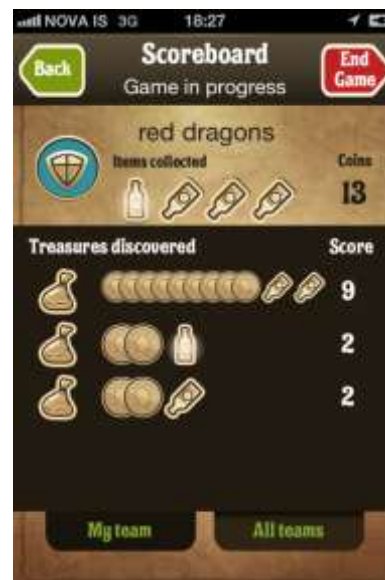 NOVA IS 3G 18:27
Back Scoreboard End Game
Game in progress
red dragons
Items collected Coins
13
Treasures discovered Score
9
2
2
My team All teams